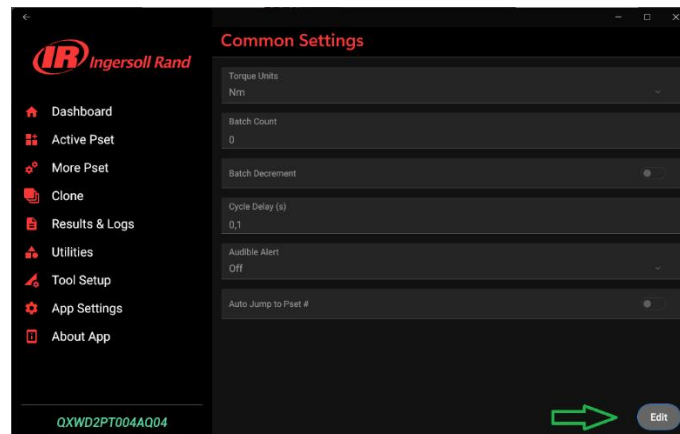 Ingersoll Rand
Dashboard
Active Pset
More Pset
Clone
Results & Logs
Utilities
Tool Setup
App Settings
About App
QXWD2PT004AQ04
Common Settings
Torque Units
Nm
Batch Count
0
Batch Decrement
Cycle Delay (s)
0,1
Audible Alert
Off
Auto Jump to Pset #
Edit